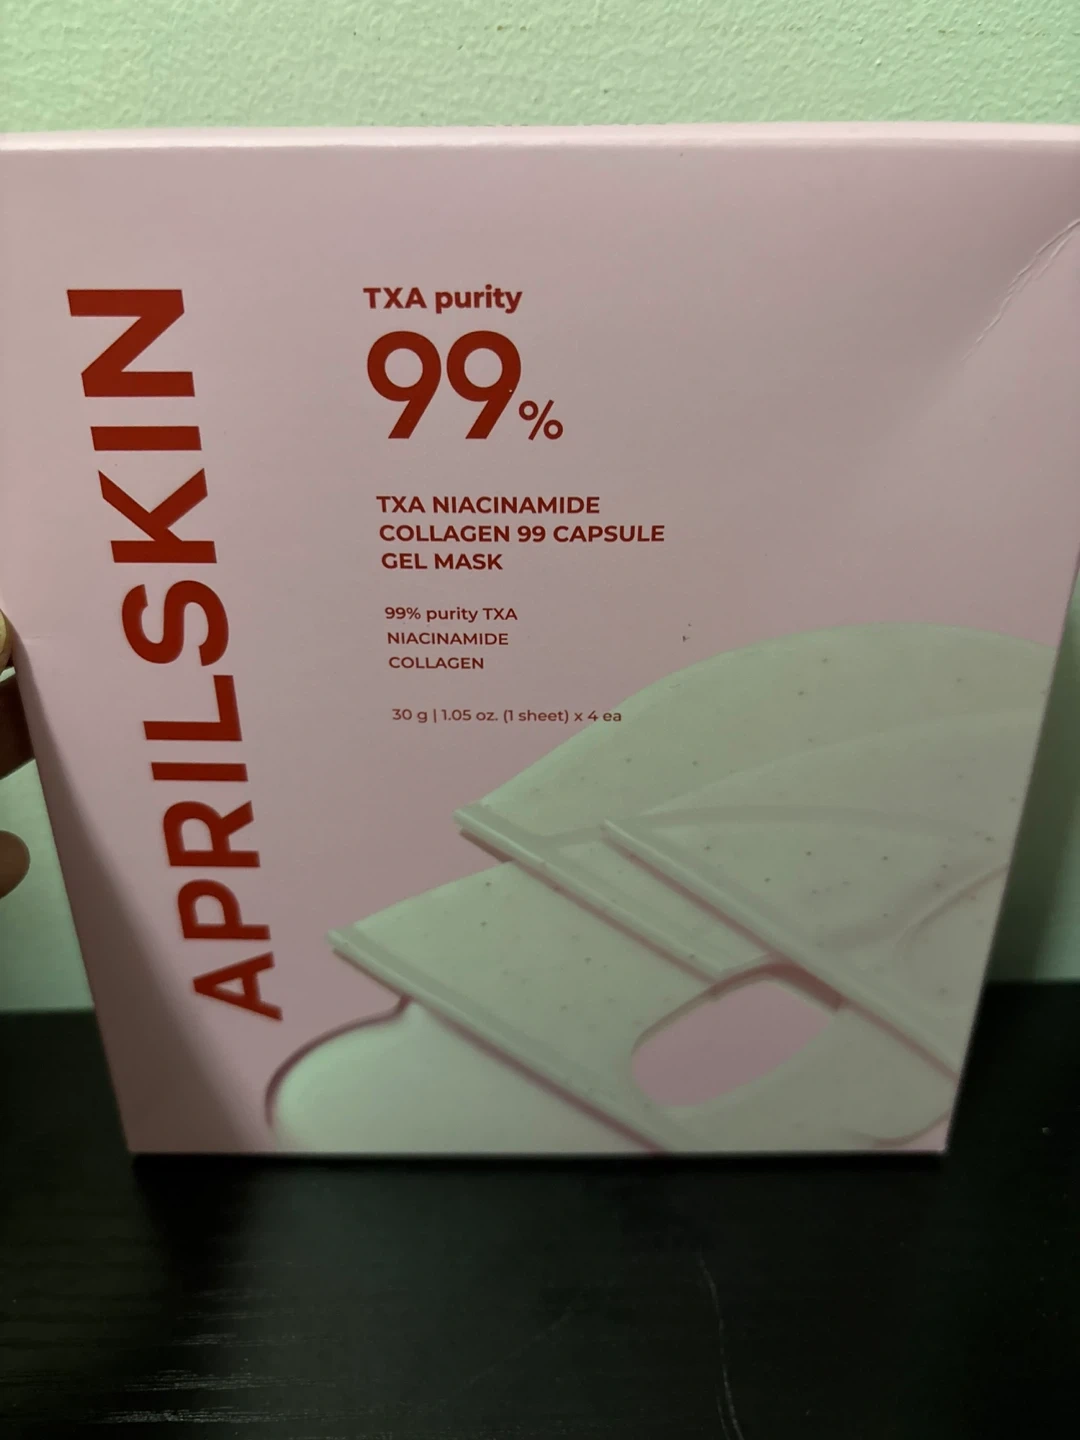 APRILSKIN
TXA purity
99%
TXA NIACINAMIDE
COLLAGEN 99 CAPSULE
GEL MASK
99% purity TXA
NIACINAMIDE
COLLAGEN
30 g | 1.05 oz. (1 sheet) x 4 ea